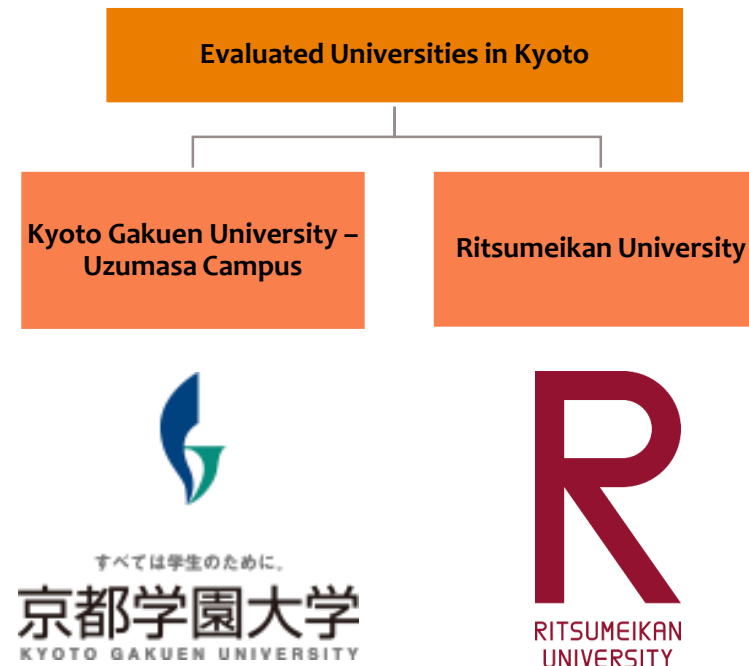 Evaluated Universities in Kyoto
Kyoto Gakuen University –
Uzumasa Campus
Ritsumeikan University
すべては学生のために。
京都学園大学
KYOTO GAKUEN UNIVERSITY
RITSUMEIKAN
UNIVERSITY